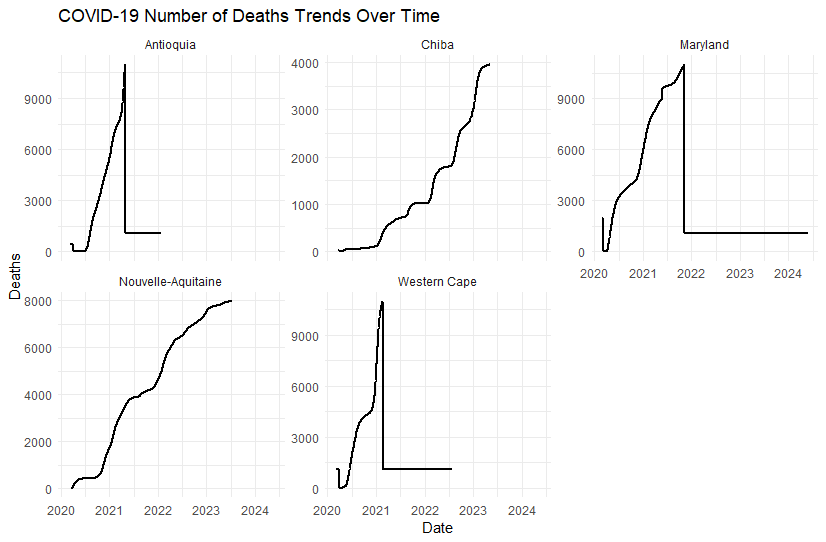 COVID-19 Number of Deaths Trends Over Time
Antioquia
9000
6000
3000
0
Chiba
4000
3000
2000
1000
0
Maryland
9000
6000
3000
0
2020 2021 2022 2023 2024
Deaths
Nouvelle-Aquitaine
8000
6000
4000
2000
0
2020 2021 2022 2023 2024
Western Cape
9000
6000
3000
0
2020 2021 2022 2023 2024
Date